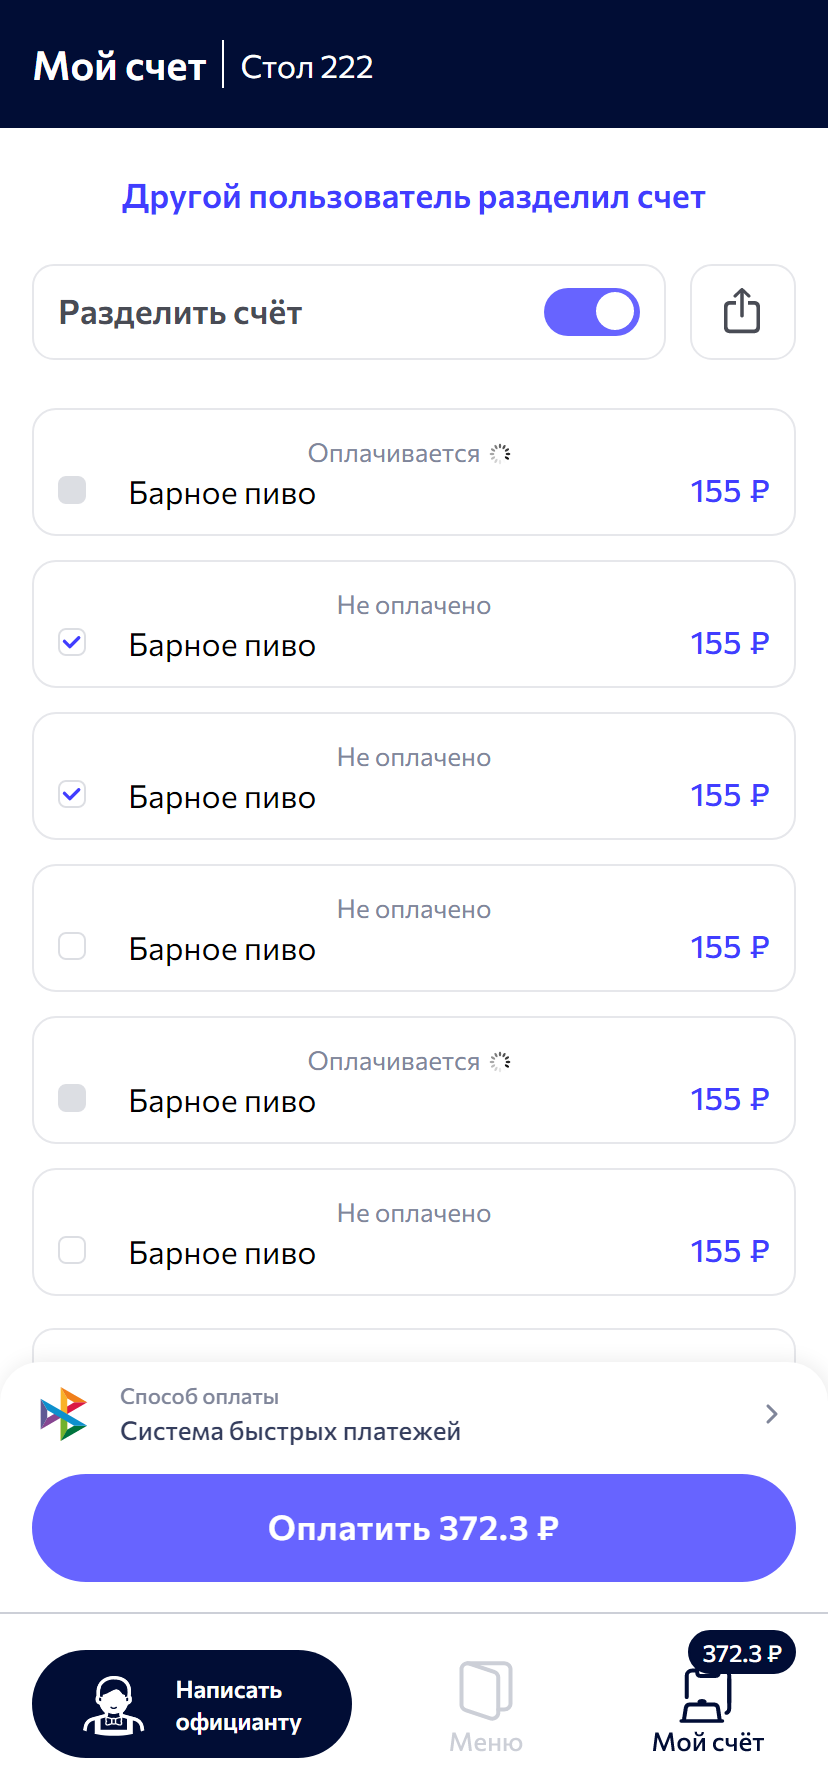 Мой счет | Стол 222
Другой пользователь разделил счет
Разделить счёт
Оплачивается
Барное пиво 155 ₽
Не оплачено
Барное пиво 155 ₽
Не оплачено
Барное пиво 155 ₽
Не оплачено
Барное пиво 155 ₽
Оплачивается
Барное пиво 155 ₽
Не оплачено
Барное пиво 155 ₽
Способ оплаты
Система быстрых платежей
Оплатить 372.3 ₽
Написать
официанту
Меню
372.3 ₽
Мой счёт